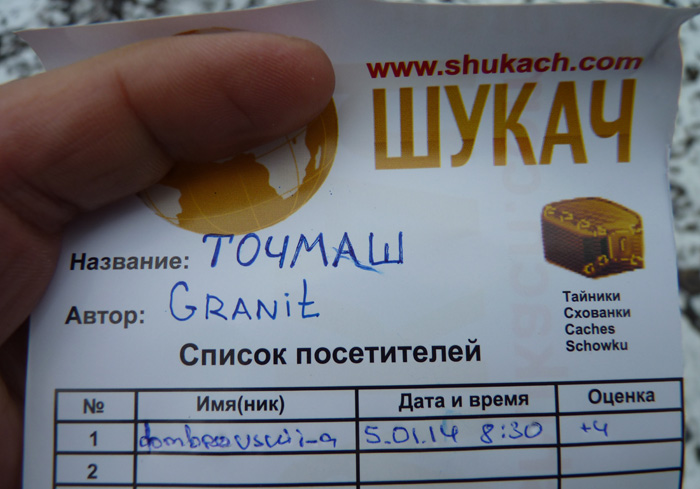 www.shukach.com
ШУКАЧ
Название: ТОЧМАШ
Автор: GRANIt
Тайники
Схованки
Caches
Schowku
Список посетителей
№ Имя(ник) Дата и время Оценка
1 dombrovskii-a 5.01.14 8:30 +4
2